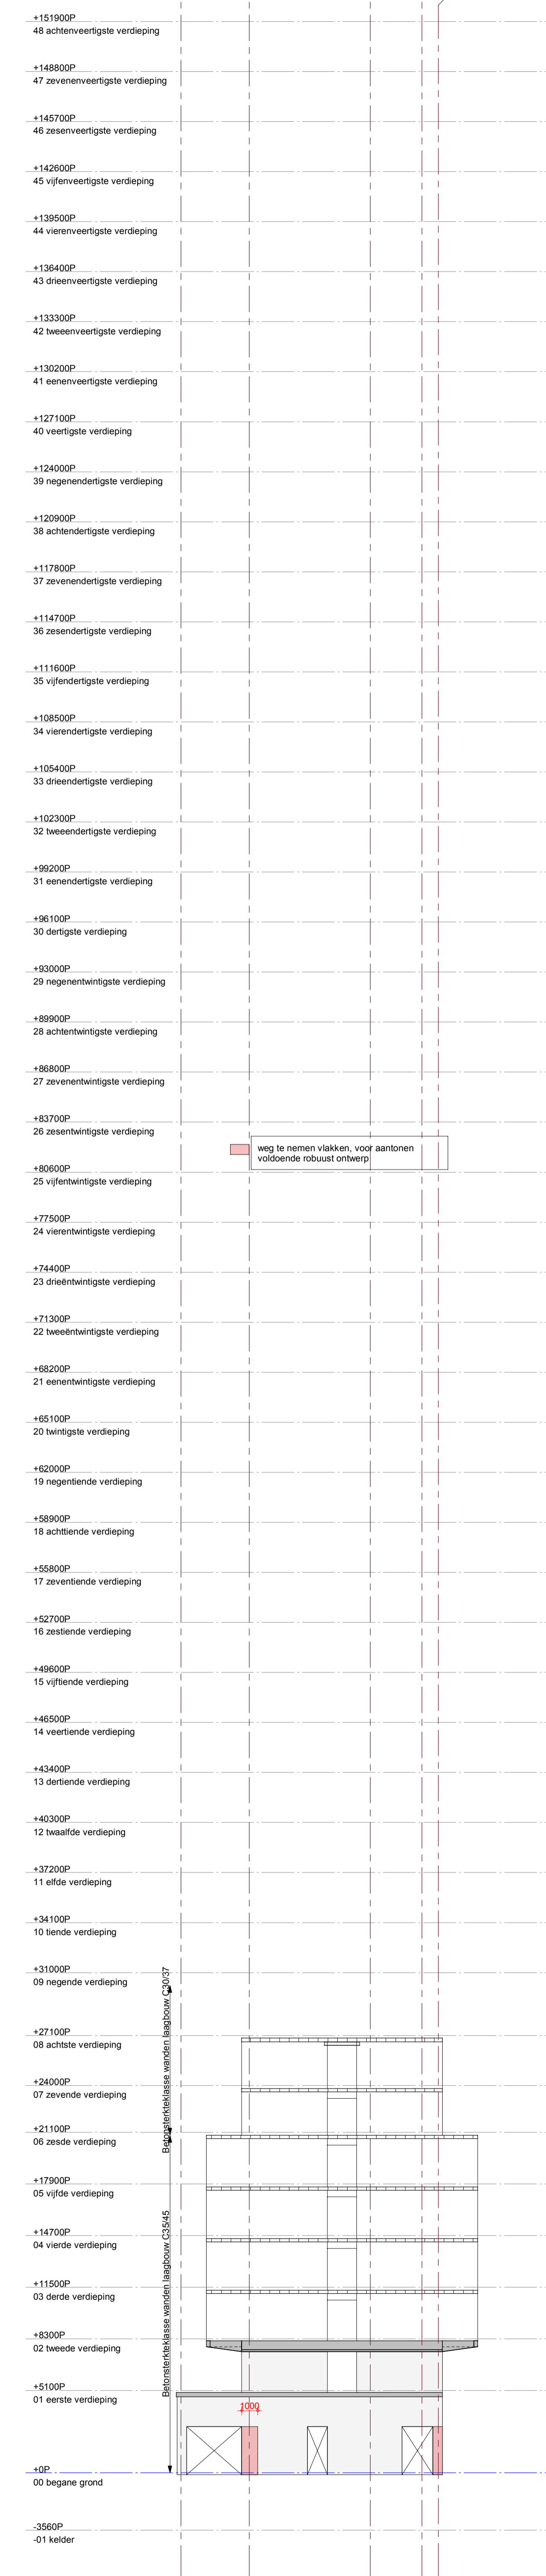 +151900P
48 achtenveertigste verdieping
+148800P
47 zevenenveertigste verdieping
+145700P
46 zesenveertigste verdieping
+142600P
45 vijfenveertigste verdieping
+139500P
44 vierenveertigste verdieping
+136400P
43 drieenveertigste verdieping
+133300P
42 tweeenveertigste verdieping
+130200P
41 eenenveertigste verdieping
+127100P
40 veertigste verdieping
+124000P
39 negenendertigste verdieping
+120900P
38 achtendertigste verdieping
+117800P
37 zevenendertigste verdieping
+114700P
36 zesendertigste verdieping
+111600P
35 vijfendertigste verdieping
+108500P
34 vierendertigste verdieping
+105400P
33 drieendertigste verdieping
+102300P
32 tweeendertigste verdieping
+99200P
31 eenendertigste verdieping
+96100P
30 dertigste verdieping
+93000P
29 negenentwintigste verdieping
+89900P
28 achtentwintigste verdieping
+86800P
27 zevenentwintigste verdieping
+83700P
26 zesentwintigste verdieping
weg te nemen vlakken, voor aantonen
voldoende robuust ontwerp
+80600P
25 vijfentwintigste verdieping
+77500P
24 vierentwintigste verdieping
+74400P
23 drieëntwintigste verdieping
+71300P
22 tweeëntwintigste verdieping
+68200P
21 eenentwintigste verdieping
+65100P
20 twintigste verdieping
+62000P
19 negentiende verdieping
+58900P
18 achttiende verdieping
+55800P
17 zeventiende verdieping
+52700P
16 zestiende verdieping
+49600P
15 vijftiende verdieping
+46500P
14 veertiende verdieping
+43400P
13 dertiende verdieping
+40300P
12 twaalfde verdieping
+37200P
11 elfde verdieping
+34100P
10 tiende verdieping
+31000P
09 negende verdieping
Betonsterkteklasse wanden laagbouw C30/37
+27100P
08 achtste verdieping
+24000P
07 zevende verdieping
+21100P
06 zesde verdieping
+17900P
05 vijfde verdieping
Betonsterkteklasse wanden laagbouw C35/45
+14700P
04 vierde verdieping
+11500P
03 derde verdieping
+8300P
02 tweede verdieping
+5100P
01 eerste verdieping
1000
+0P
00 begane grond
-3560P
-01 kelder